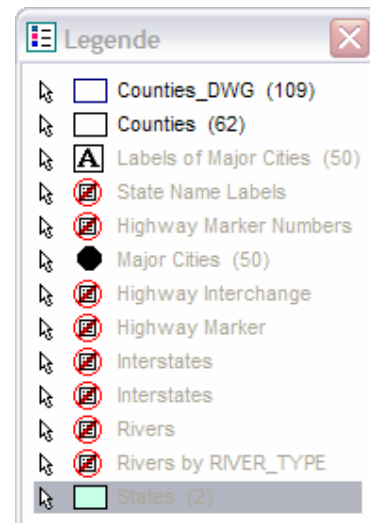 Legende
Counties_DWG (109)
Counties (62)
A Labels of Major Cities (50)
State Name Labels
Highway Marker Numbers
Major Cities (50)
Highway Interchange
Highway Marker
Interstates
Interstates
Rivers
Rivers by RIVER_TYPE
States (2)